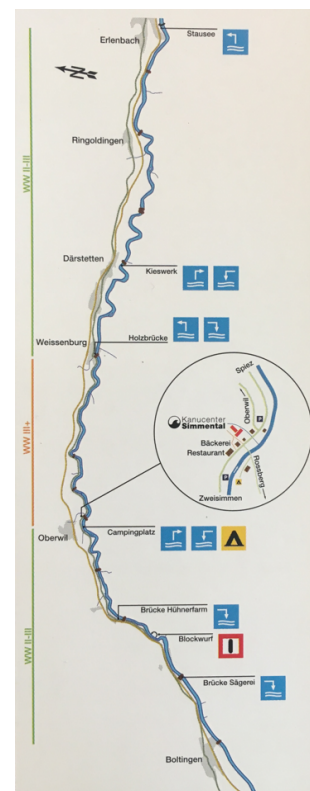 Stausee
Erlenbach
N
Ringoldingen
WW II-III
Därstetten
Kieswerk
Holzbrücke
Weissenburg
Spiez
Oberwil
Kanucenter
Simmental
P
Bäckerei
Restaurant
Rossberg
P
Zweisimmen
WW III+
Campingplatz
Oberwil
Brücke Hühnerfarm
Blockwurf
WW II-III
Brücke Sägerei
Boltingen